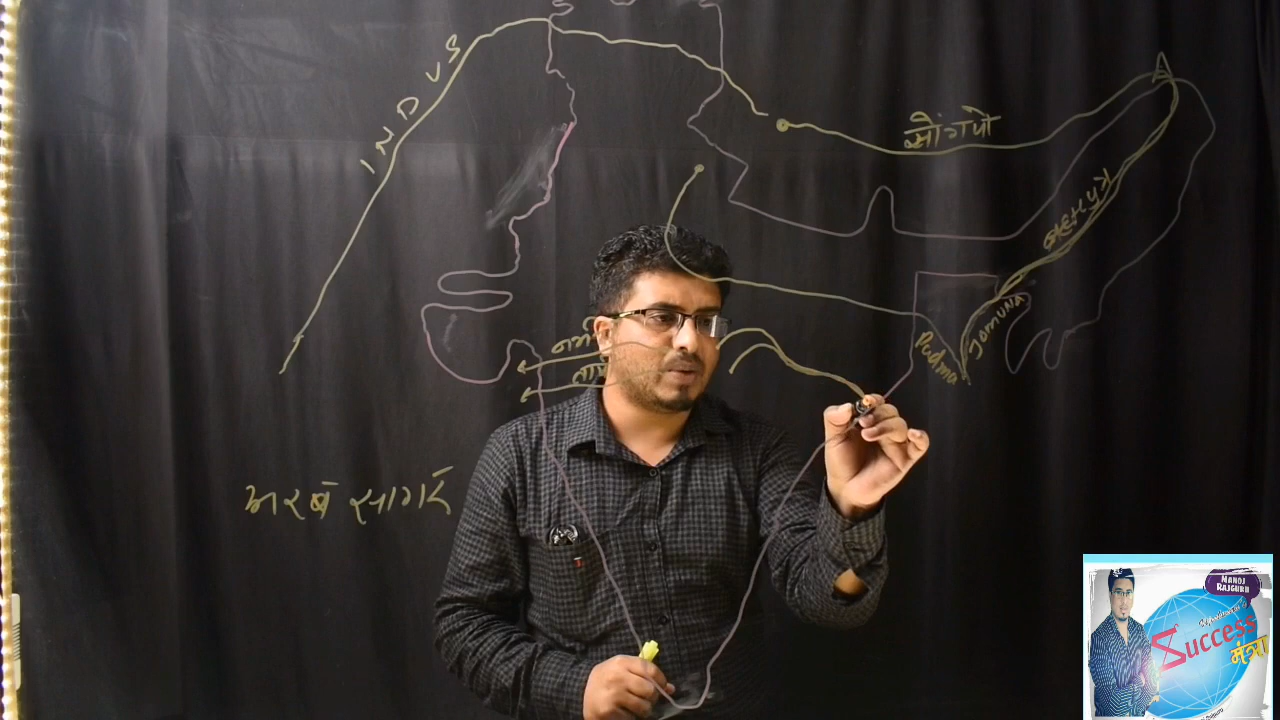 INDUS
सांगपो
ब्रह्मपुत्र
Jamuna
Padma
अरब सागर
MANOJ
RAJGURU
Success
मंत्रा